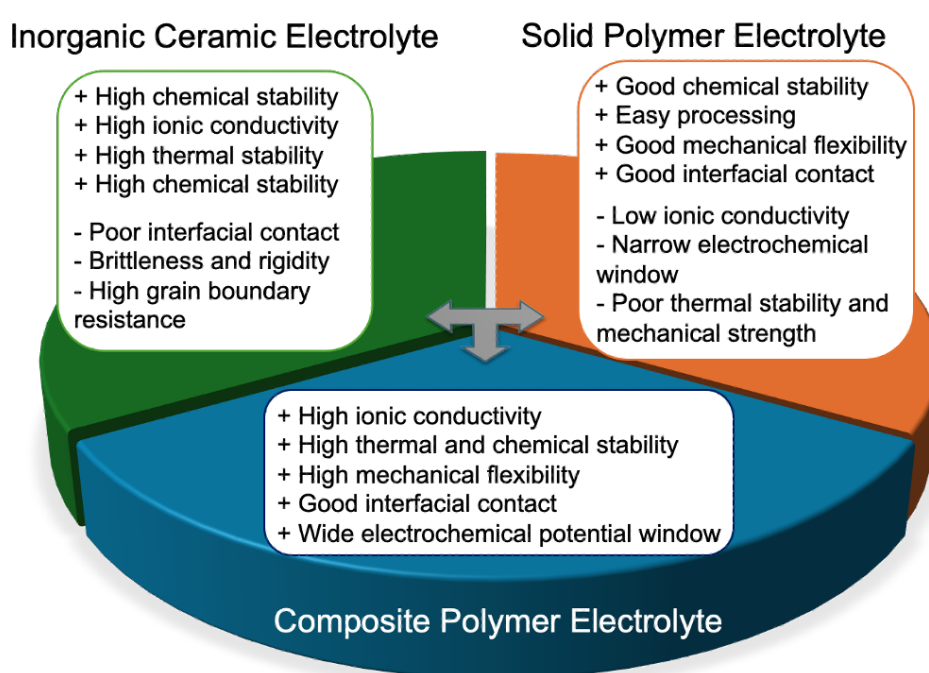 Inorganic Ceramic Electrolyte
+ High chemical stability
+ High ionic conductivity
+ High thermal stability
+ High chemical stability
- Poor interfacial contact
- Brittleness and rigidity
- High grain boundary
resistance
Solid Polymer Electrolyte
+ Good chemical stability
+ Easy processing
+ Good mechanical flexibility
+ Good interfacial contact
- Low ionic conductivity
- Narrow electrochemical
window
- Poor thermal stability and
mechanical strength
+ High ionic conductivity
+ High thermal and chemical stability
+ High mechanical flexibility
+ Good interfacial contact
+ Wide electrochemical potential window
Composite Polymer Electrolyte